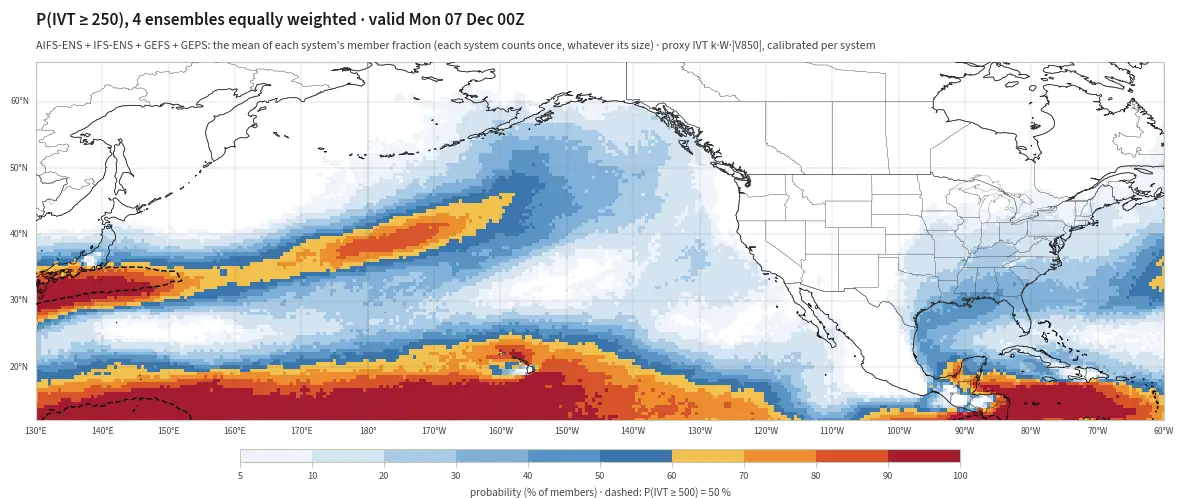 P(IVT ≥ 250), 4 ensembles equally weighted · valid Mon 07 Dec 00Z
AIFS-ENS + IFS-ENS + GEFS + GEPS: the mean of each system's member fraction (each system counts once, whatever its size) · proxy IVT k·W·|V850|, calibrated per system
60°N
50°N
40°N
30°N
20°N
130°E 140°E 150°E 160°E 170°E 180° 170°W 160°W 150°W 140°W 130°W 120°W 110°W 100°W 90°W 80°W 70°W 60°W
5 10 20 30 40 50 60 70 80 90 100
probability (% of members) · dashed: P(IVT ≥ 500) = 50 %